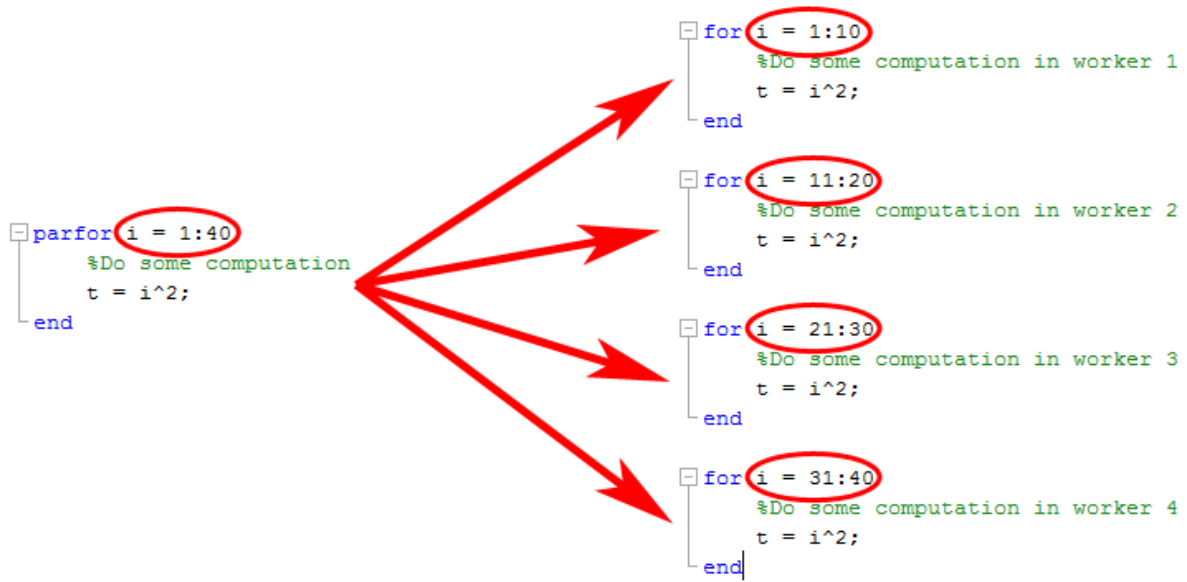 parfor i = 1:40
%Do some computation
t = i^2;
end
for i = 1:10
%Do some computation in worker 1
t = i^2;
end
for i = 11:20
%Do some computation in worker 2
t = i^2;
end
for i = 21:30
%Do some computation in worker 3
t = i^2;
end
for i = 31:40
%Do some computation in worker 4
t = i^2;
end